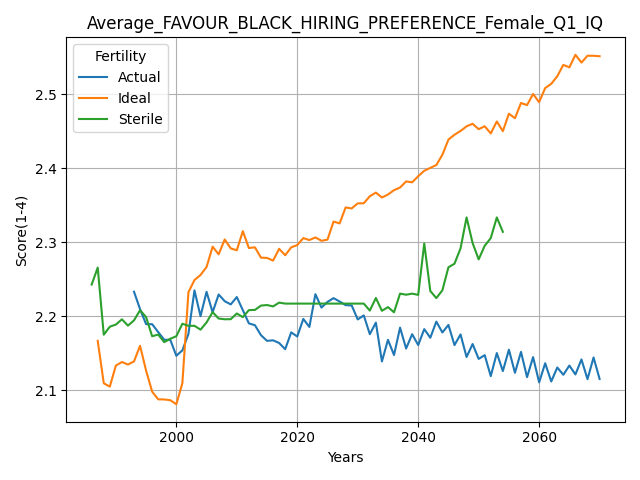 Average_FAVOUR_BLACK_HIRING_PREFERENCE_Female_Q1_IQ
Fertility
Actual
Ideal
Sterile
Score(1-4)
2.5
2.4
2.3
2.2
2.1
2000
2020
2040
2060
Years